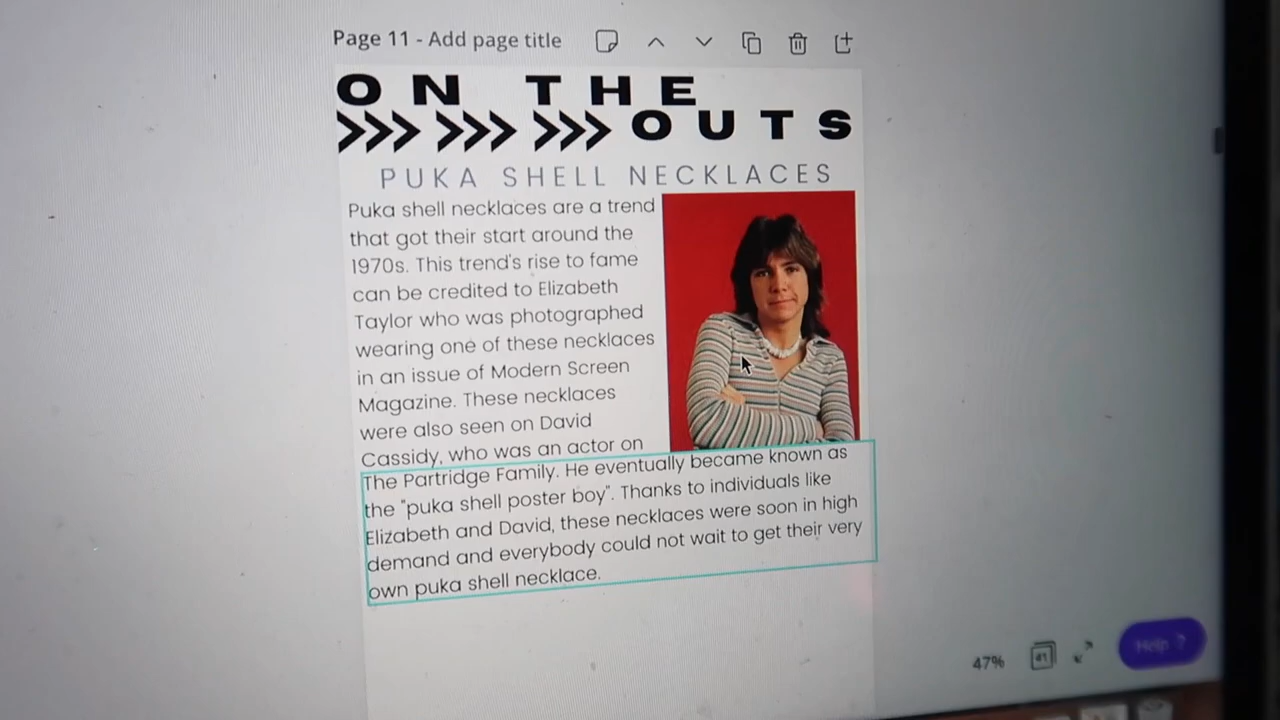 Page 11 - Add page title
ON THE
>>> >>> >>> OUTS
PUKA SHELL NECKLACES
Puka shell necklaces are a trend
that got their start around the
1970s. This trend's rise to fame
can be credited to Elizabeth
Taylor who was photographed
wearing one of these necklaces
in an issue of Modern Screen
Magazine. These necklaces
were also seen on David
Cassidy, who was an actor on
The Partridge Family. He eventually became known as
the "puka shell poster boy". Thanks to individuals like
Elizabeth and David, these necklaces were soon in high
demand and everybody could not wait to get their very
own puka shell necklace.
47%
41
Help ?